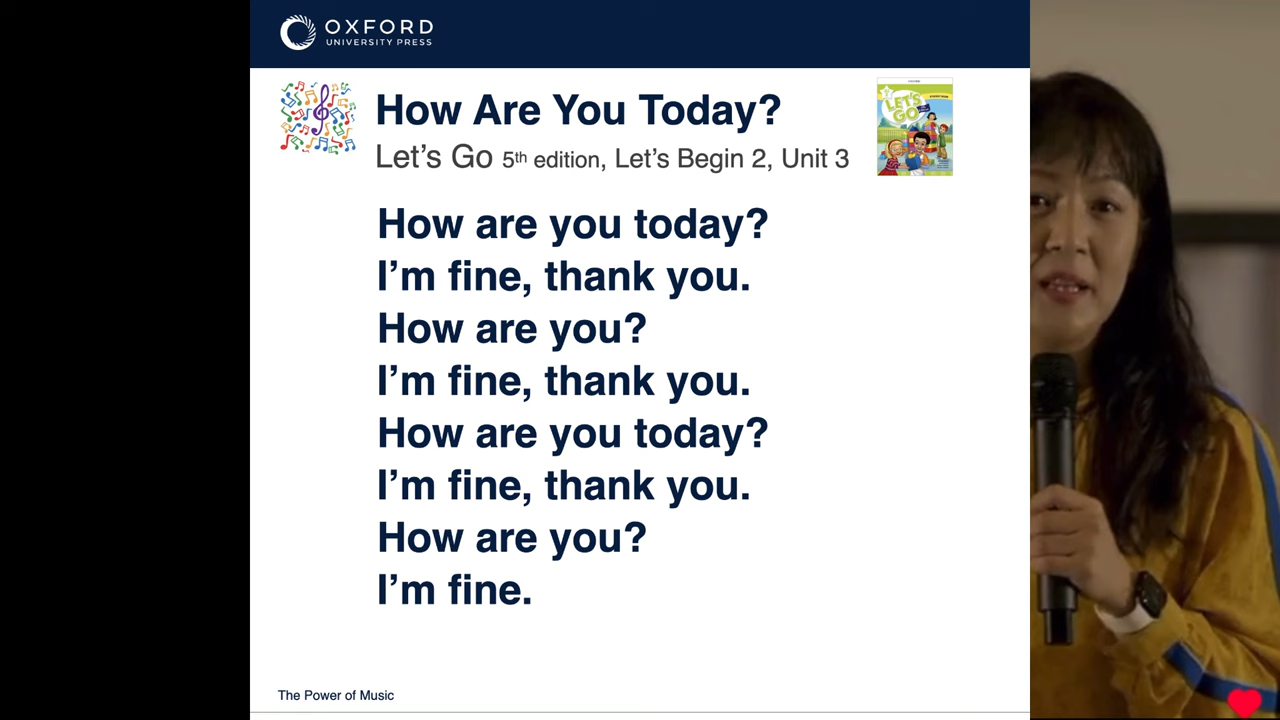 OXFORD
UNIVERSITY PRESS
How Are You Today?
Let's Go 5th edition, Let's Begin 2, Unit 3
LET'S
GO
How are you today?
I'm fine, thank you.
How are you?
I'm fine, thank you.
How are you today?
I'm fine, thank you.
How are you?
I'm fine.
The Power of Music